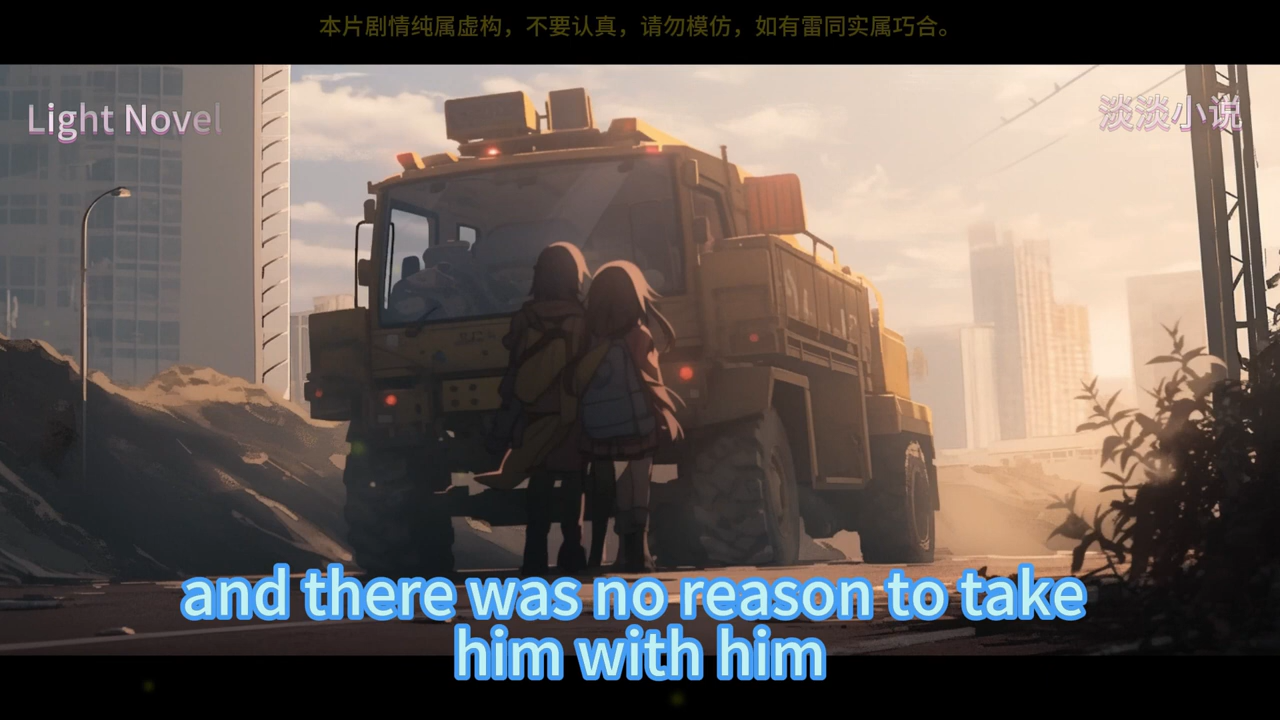 本片剧情纯属虚构，不要认真，请勿模仿，如有雷同实属巧合。
Light Novel
淡淡小说
and there was no reason to take
him with him